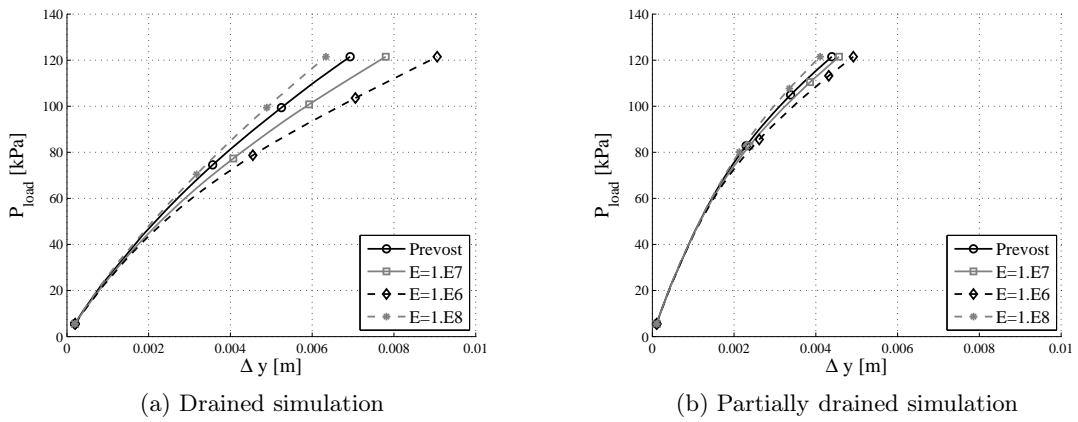 140
120
100
80
60
40
20
0
P_load [kPa]
0 0.002 0.004 0.006 0.008 0.01
Δ y [m]
Prevost
E=1.E7
E=1.E6
E=1.E8
(a) Drained simulation
140
120
100
80
60
40
20
0
P_load [kPa]
0 0.002 0.004 0.006 0.008 0.01
Δ y [m]
Prevost
E=1.E7
E=1.E6
E=1.E8
(b) Partially drained simulation